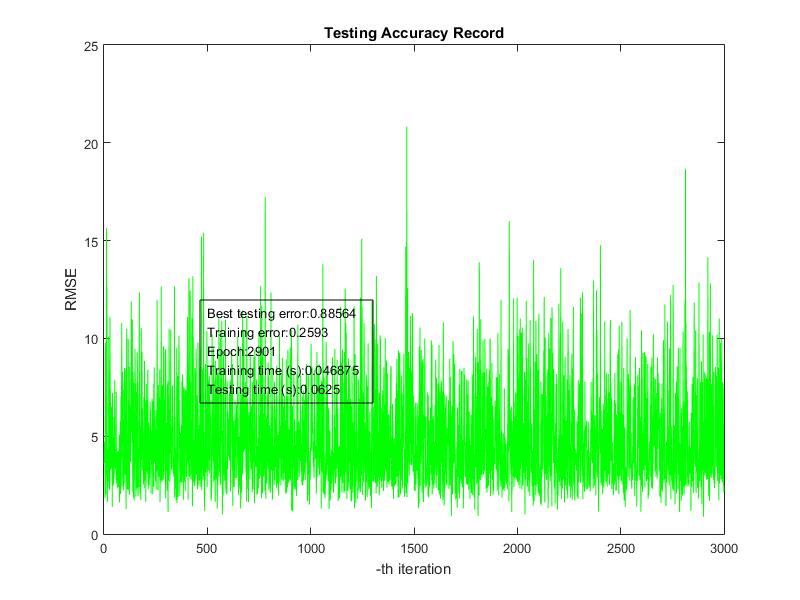 Testing Accuracy Record
25
20
15
10
5
0
RMSE
Best testing error:0.88564
Training error:0.2593
Epoch:2901
Training time (s):0.046875
Testing time (s):0.0625
0 500 1000 1500 2000 2500 3000
-th iteration